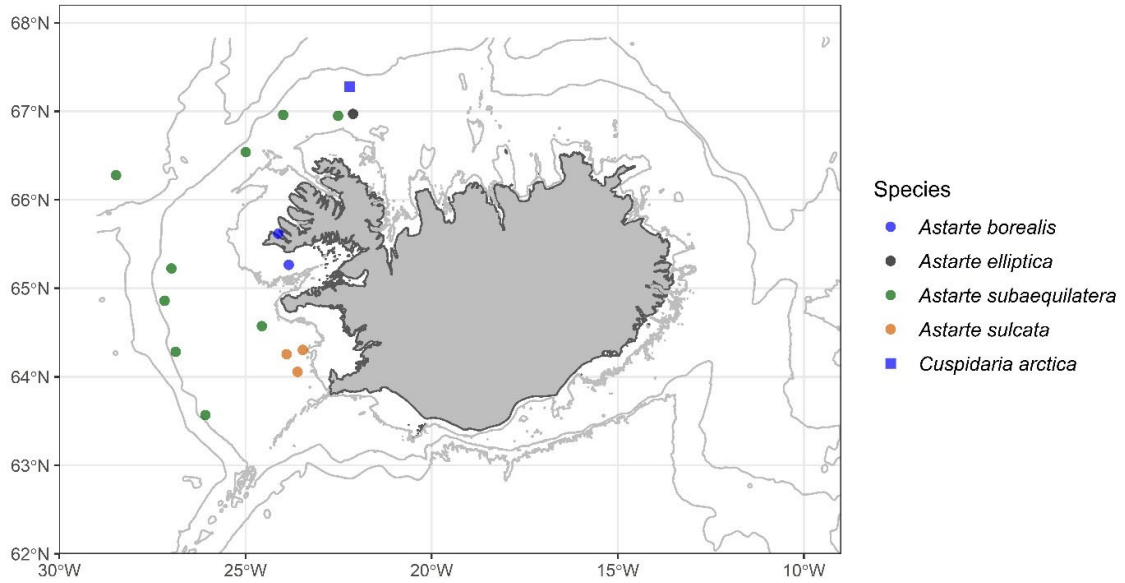 68°N
67°N
66°N
65°N
64°N
63°N
62°N
30°W 25°W 20°W 15°W 10°W
Species
Astarte borealis
Astarte elliptica
Astarte subaequilatera
Astarte sulcata
Cuspidaria arctica